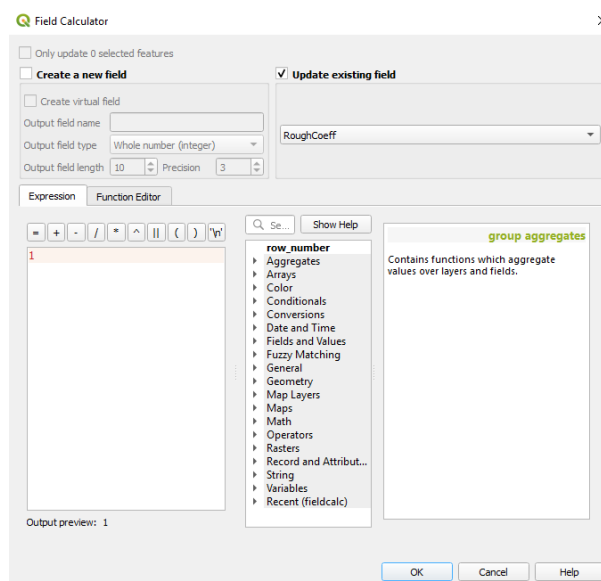 Field Calculator
Only update 0 selected features
Create a new field
Update existing field
Create virtual field
Output field name
Output field type Whole number (integer)
Output field length 10 Precision 3
RoughCoeff
Expression Function Editor
= + - / * ^ || ( ) '\n'
1
Output preview: 1
Se... Show Help
row_number
Aggregates
Arrays
Color
Conditionals
Conversions
Date and Time
Fields and Values
Fuzzy Matching
General
Geometry
Map Layers
Maps
Math
Operators
Rasters
Record and Attribut...
String
Variables
Recent (fieldcalc)
group aggregates
Contains functions which aggregate
values over layers and fields.
OK Cancel Help